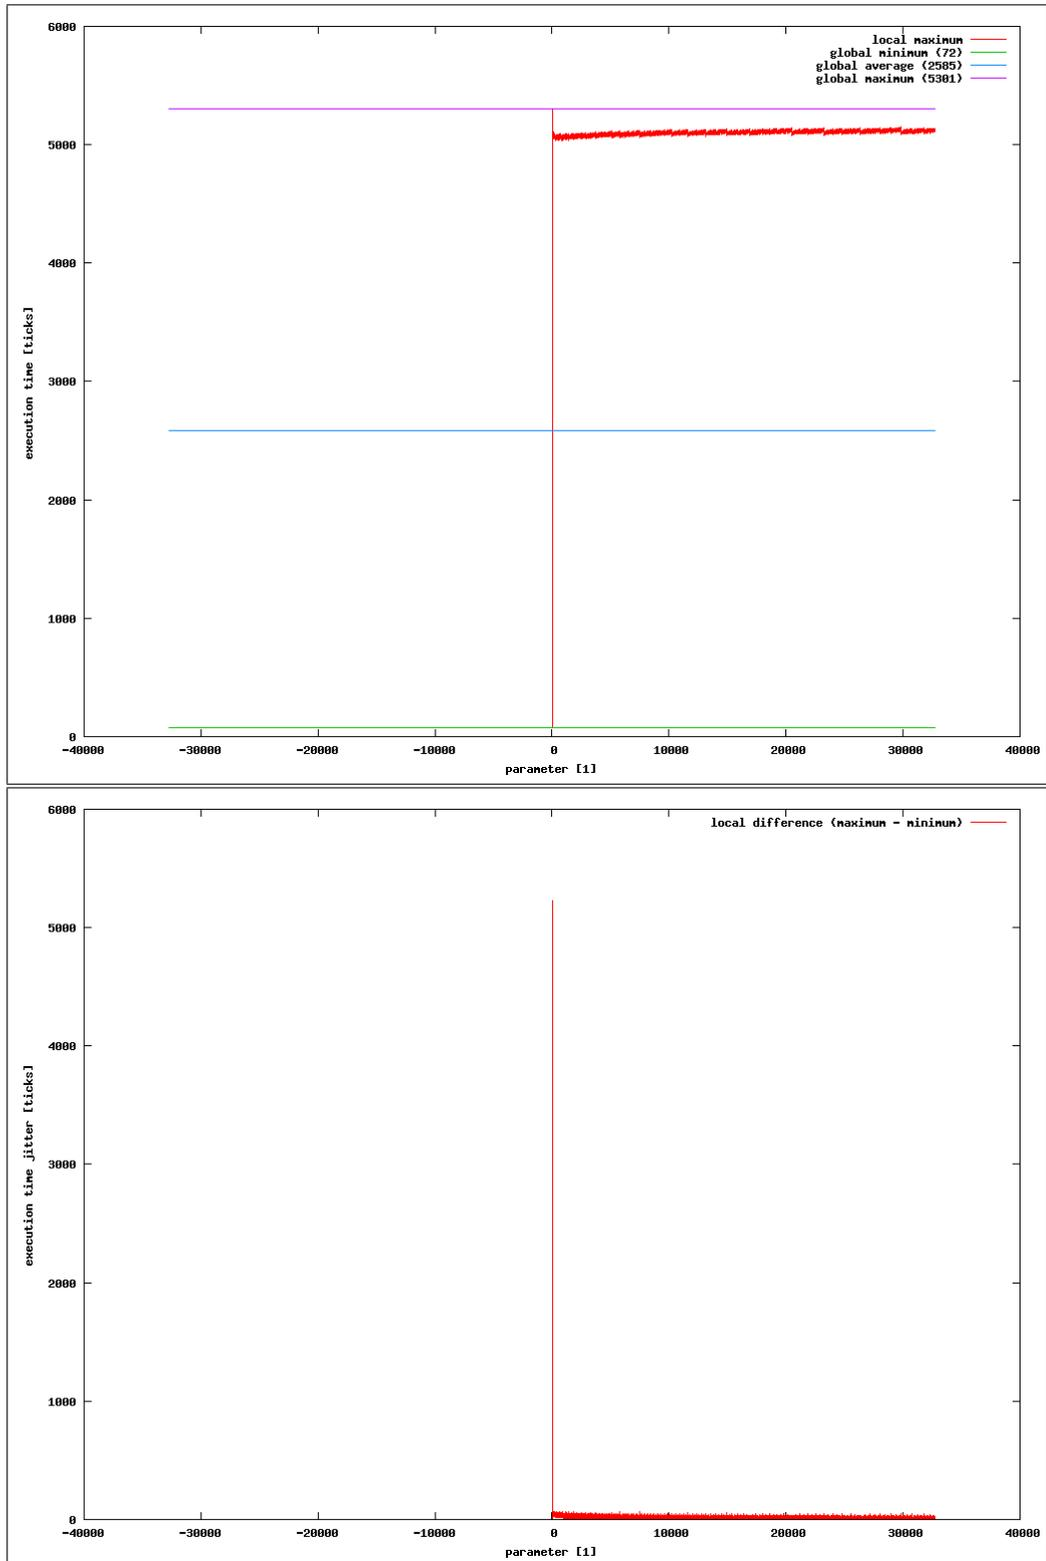 6000
local maximum
global minimum (72)
global average (2585)
global maximum (5301)
5000
4000
execution time [ticks]
3000
2000
1000
0
-40000 -30000 -20000 -10000 0 10000 20000 30000 40000
parameter [1]
6000
local difference (maximum - minimum)
5000
4000
execution time jitter [ticks]
3000
2000
1000
0
-40000 -30000 -20000 -10000 0 10000 20000 30000 40000
parameter [1]